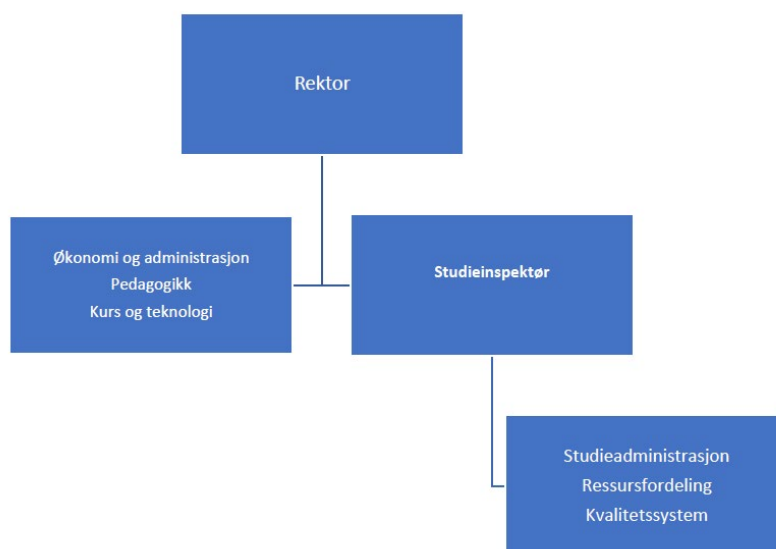 Rektor
Økonomi og administrasjon
Pedagogikk
Kurs og teknologi
Studieinspektør
Studieadministrasjon
Ressursfordeling
Kvalitetssystem